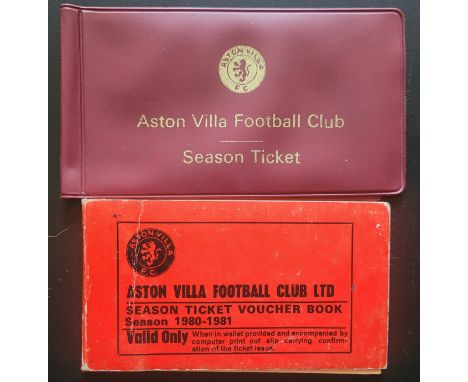 ASTON VILLA
F.C.
Aston Villa Football Club
Season Ticket
ASTON VILLA
F.C.
ASTON VILLA FOOTBALL CLUB LTD
SEASON TICKET VOUCHER BOOK
Season 1980-1981
Valid Only When in wallet provided and accompanied by
computer print out slip carrying confirm-
ation of the ticket issue.